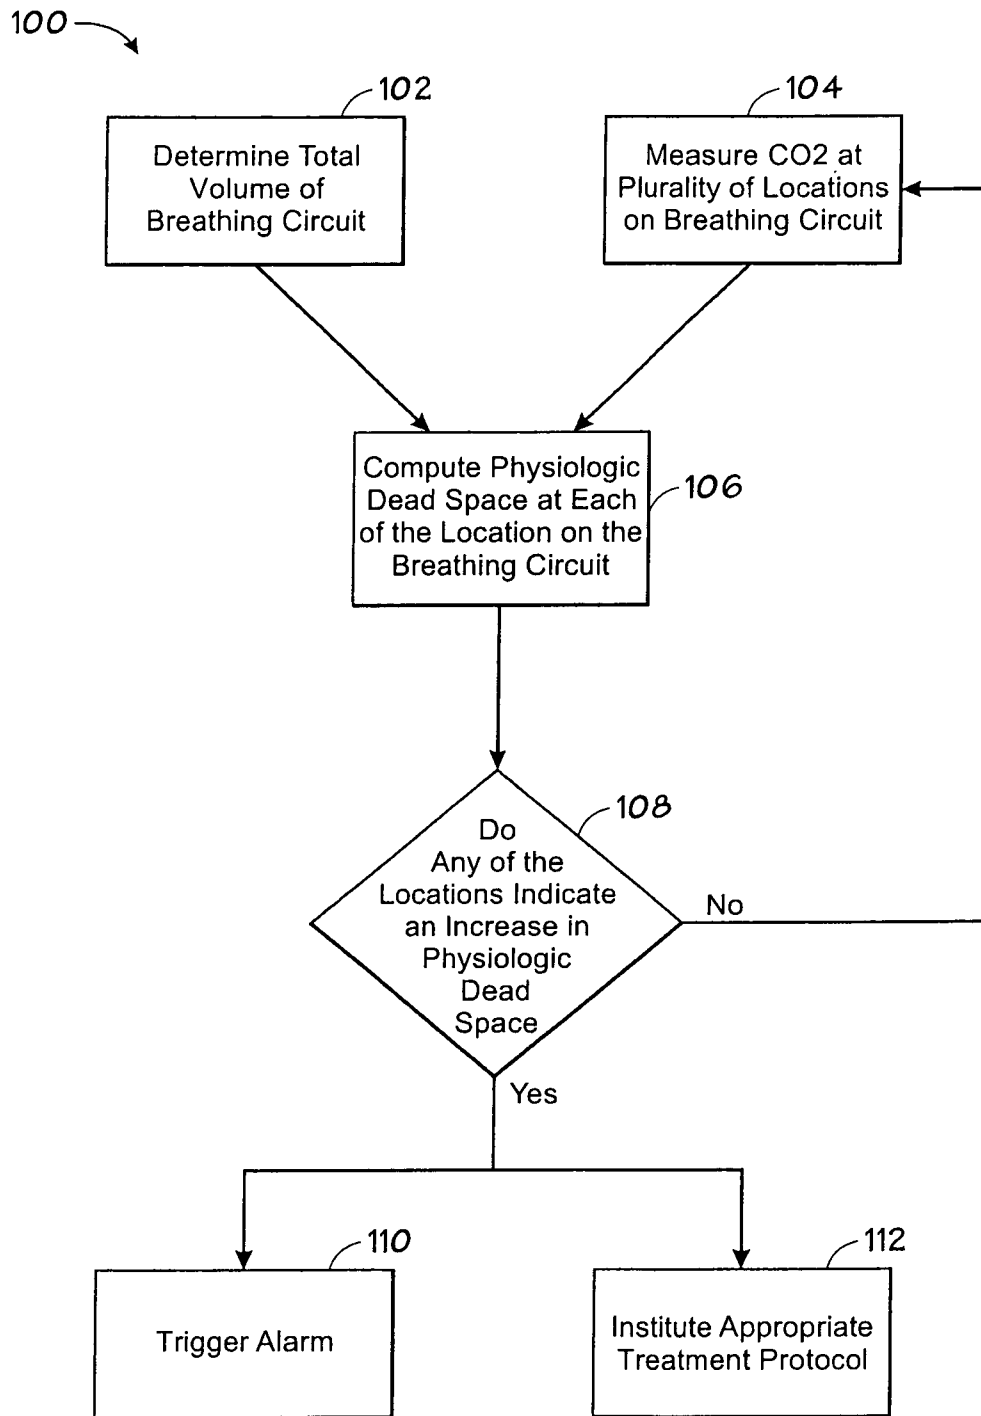 100
102
Determine Total
Volume of
Breathing Circuit
104
Measure CO2 at
Plurality of Locations
on Breathing Circuit
Compute Physiologic
Dead Space at Each
of the Location on the
Breathing Circuit
106
108
Do
Any of the
Locations Indicate
an Increase in
Physiologic
Dead
Space
No
Yes
110
Trigger Alarm
112
Institute Appropriate
Treatment Protocol